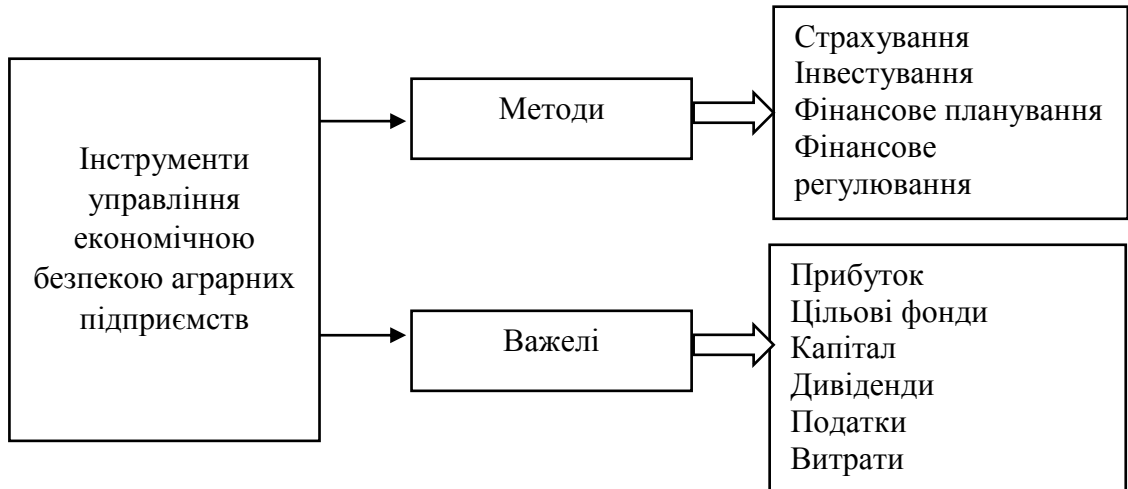 Інструменти
управління
економічною
безпекою аграрних
підприємств
Методи
Страхування
Інвестування
Фінансове планування
Фінансове
регулювання
Важелі
Прибуток
Цільові фонди
Капітал
Дивіденди
Податки
Витрати